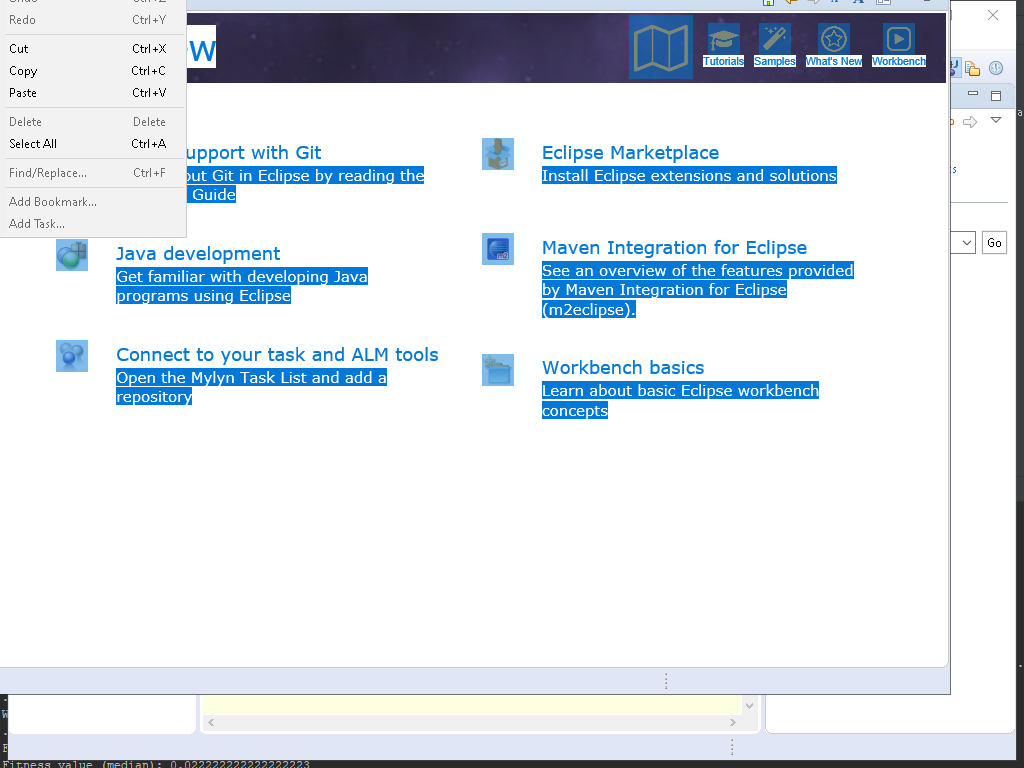 Redo Ctrl+Y
Cut Ctrl+X
Copy Ctrl+C
Paste Ctrl+V
Delete Delete
Select All Ctrl+A
Find/Replace... Ctrl+F
Add Bookmark...
Add Task...
Tutorials
Samples
What's New
Workbench
upport with Git
out Git in Eclipse by reading the
Guide
Eclipse Marketplace
Install Eclipse extensions and solutions
Java development
Get familiar with developing Java
programs using Eclipse
Maven Integration for Eclipse
See an overview of the features provided
by Maven Integration for Eclipse
(m2eclipse).
Connect to your task and ALM tools
Open the Mylyn Task List and add a
repository
Workbench basics
Learn about basic Eclipse workbench
concepts
Go
Fitness value (median): 0.022222222222222223